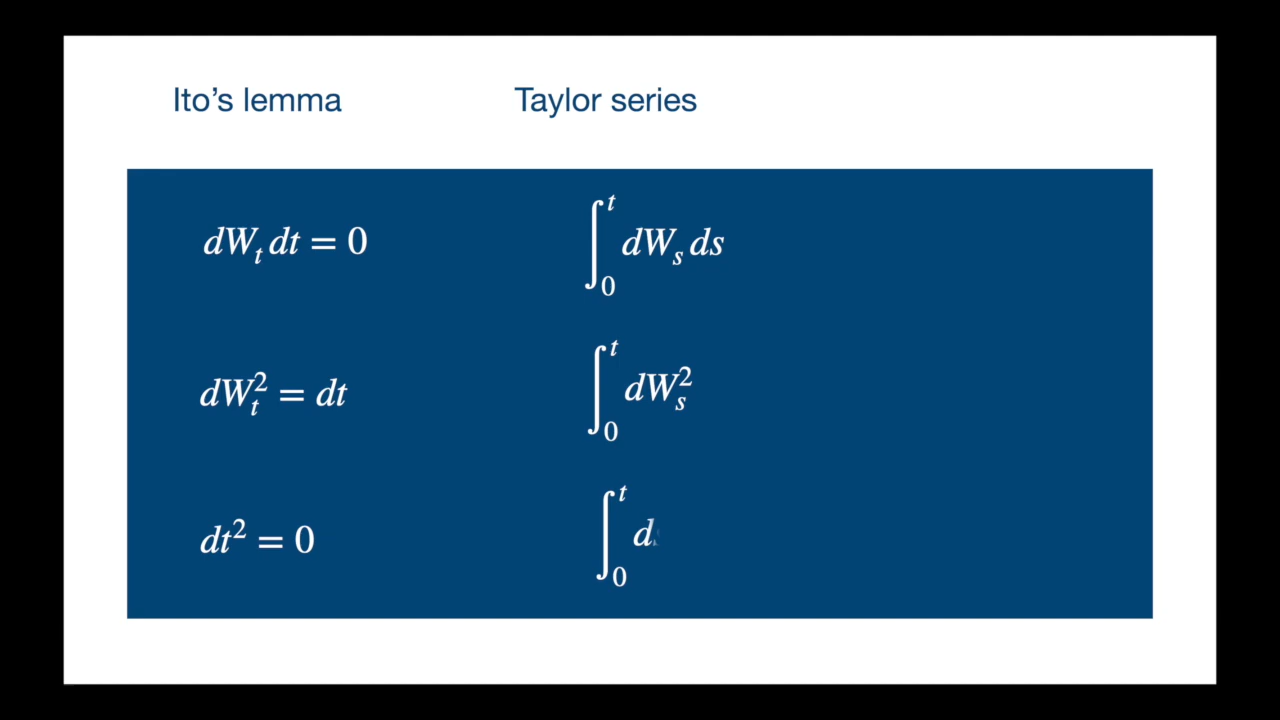 Ito's lemma Taylor series
dW_t dt = 0 ∫_0^t dW_s ds
dW_t^2 = dt ∫_0^t dW_s^2
dt^2 = 0 ∫_0^t d